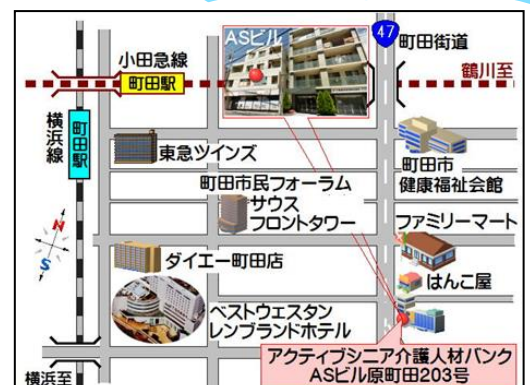 ASビル
47
町田街道
小田急線
町田駅
鶴川至
横浜線
町田駅
東急ツインズ
町田市
健康福祉会館
町田市民フォーラム
サウス
フロントタワー
ファミリーマート
N
S
ダイエー町田店
はんこ屋
ベストウェスタン
レンブランドホテル
アクティブシニア介護人材バンク
ASビル原町田203号
横浜至